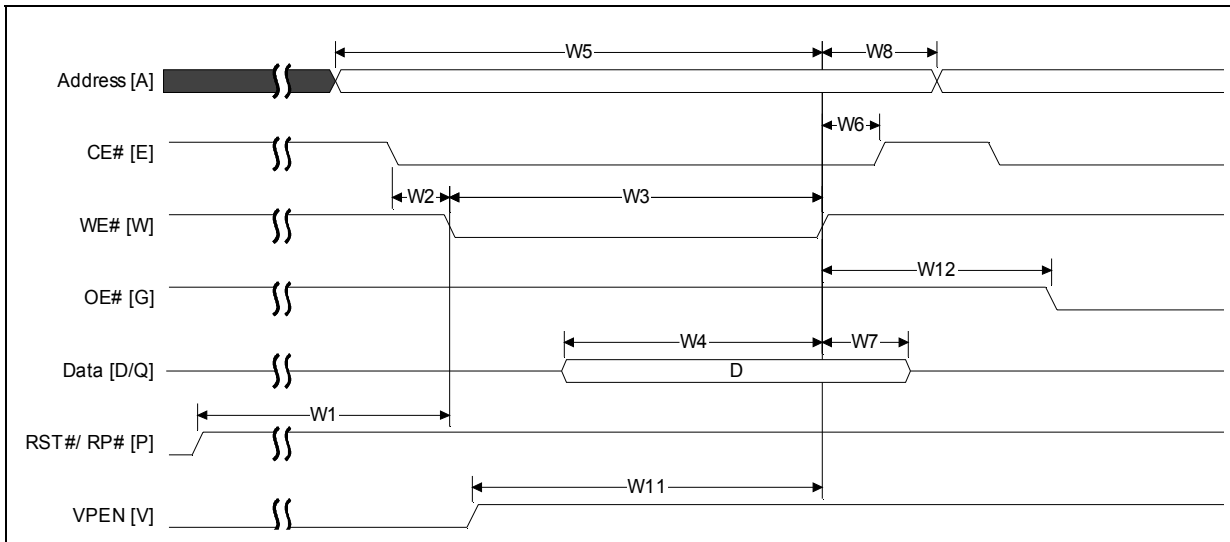 W5
W8
Address [A]
W6
CE# [E]
W2
W3
WE# [W]
W12
OE# [G]
W4
W7
Data [D/Q]
D
W1
RST#/ RP# [P]
W11
VPEN [V]